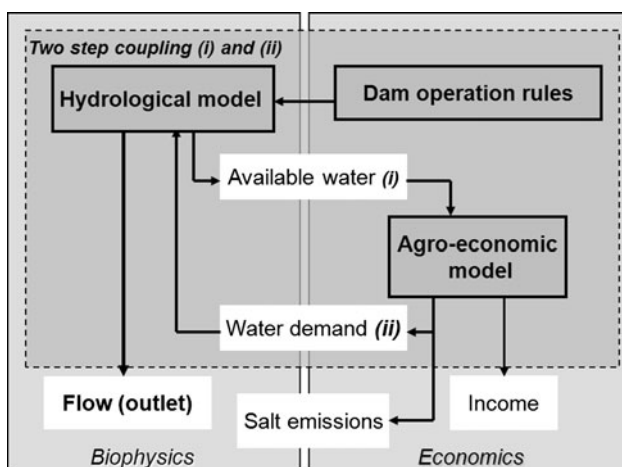 Two step coupling (i) and (ii)
Hydrological model
Dam operation rules
Available water (i)
Agro-economic
model
Water demand (ii)
Flow (outlet)
Salt emissions
Income
Biophysics
Economics